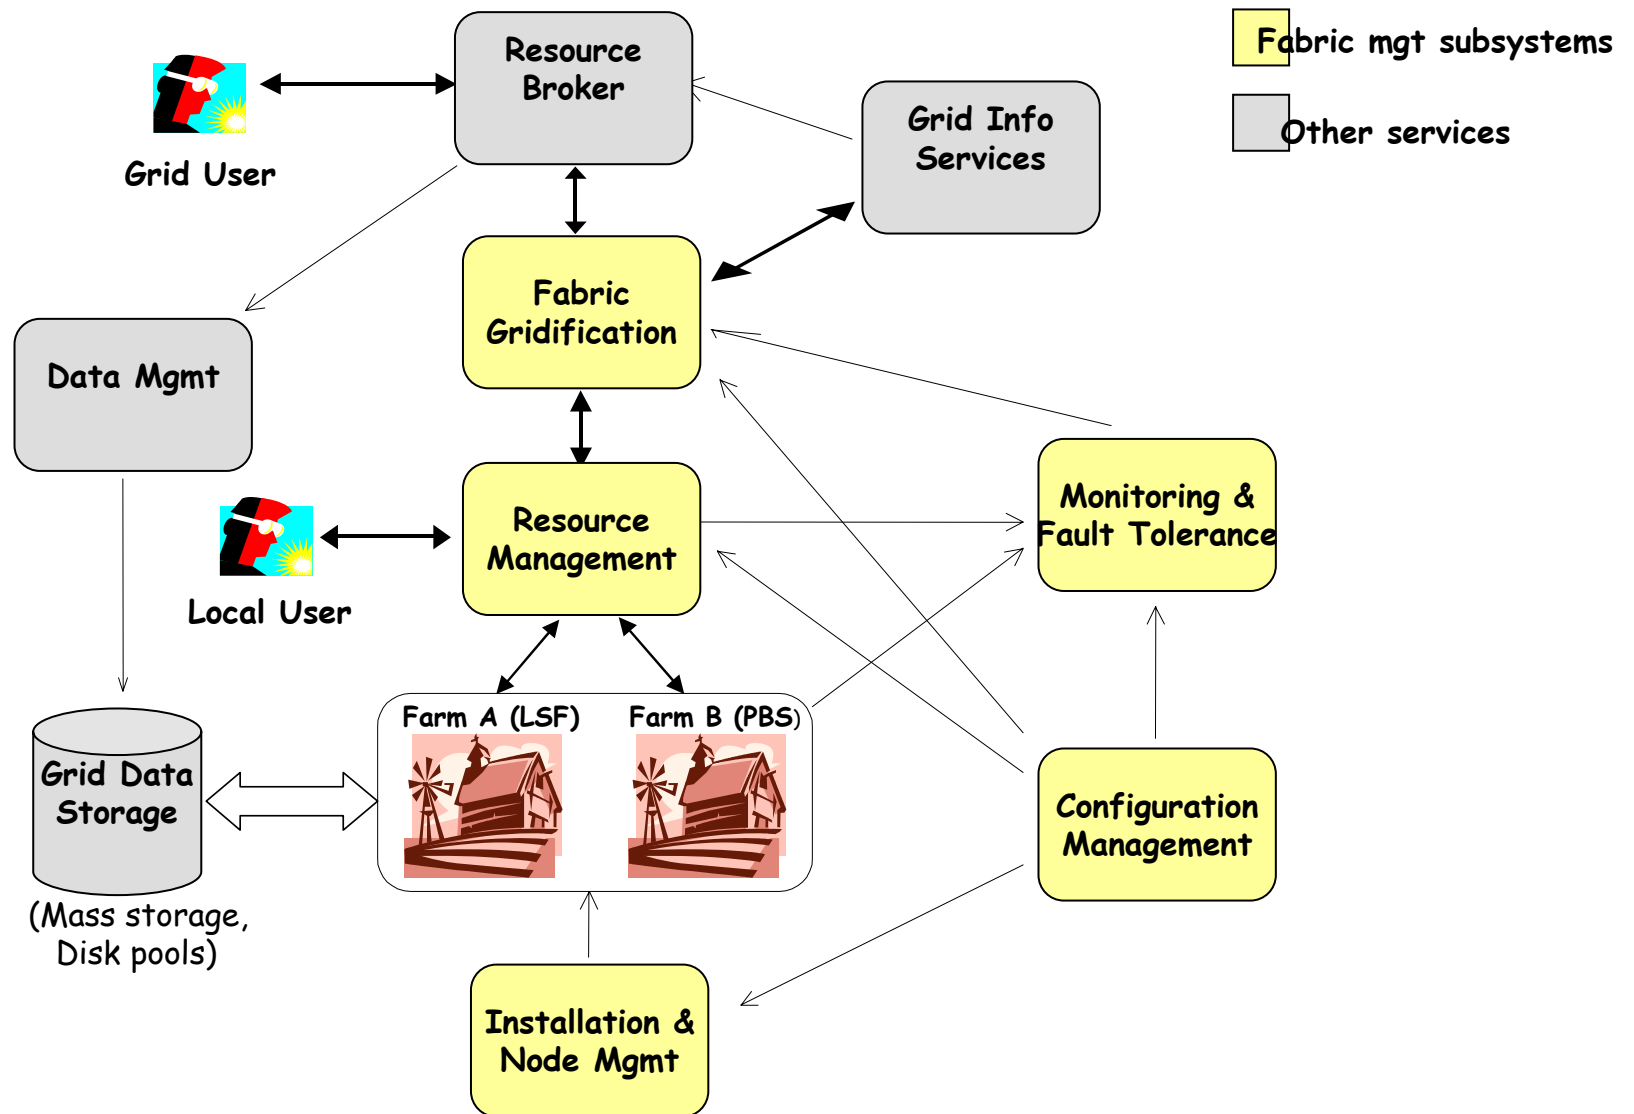 Resource
Broker
Fabric mgt subsystems
Grid Info
Services
Other services
Grid User
Fabric
Gridification
Data Mgmt
Resource
Management
Monitoring &
Fault Tolerance
Local User
Farm A (LSF)
Farm B (PBS)
Grid Data
Storage
Configuration
Management
(Mass storage,
Disk pools)
Installation &
Node Mgmt